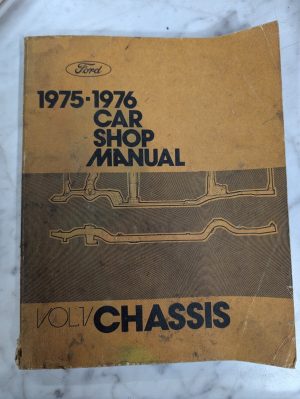 Ford
1975-1976
CAR
SHOP
MANUAL
VOL.1/CHASSIS